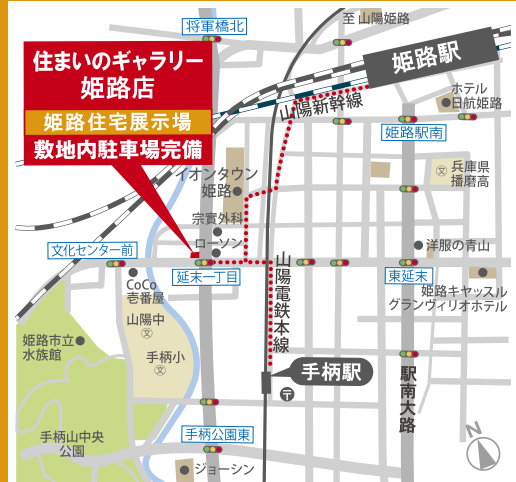 将軍橋北
至 山陽姫路
住まいのギャラリー
姫路店
姫路住宅展示場
敷地内駐車場完備
姫路駅
山陽新幹線
ホテル
日航姫路
姫路駅南
イオンタウン
姫路
文
兵庫県
播磨高
宗實外科
ローソン
文化センター前
延末一丁目
山陽電鉄本線
洋服の青山
東延末
CoCo
壱番屋
姫路キャッスル
グランヴィリオホテル
山陽中
文
姫路市立
水族館
手柄小
文
手柄駅
〒
駅南大路
手柄山中央
公園
手柄公園東
ジョーシン
N